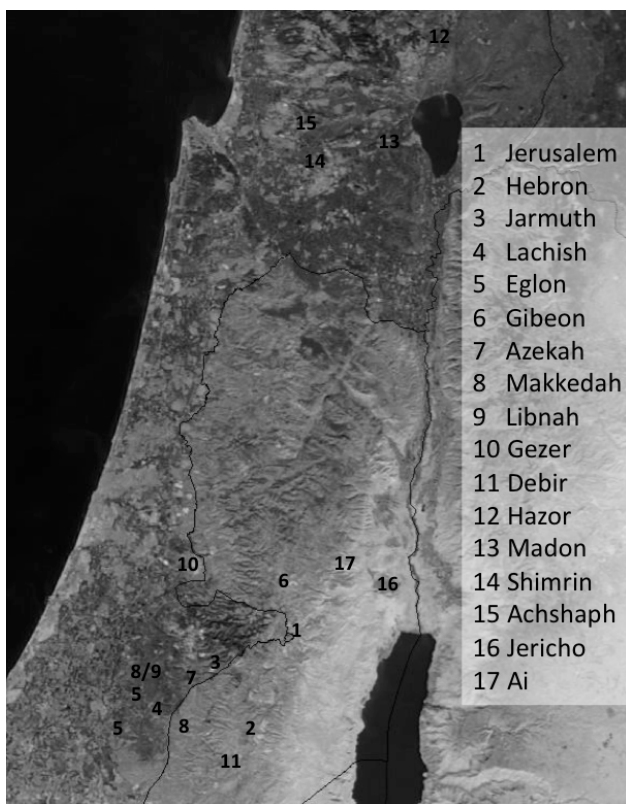 12
15
13
14
1 Jerusalem
2 Hebron
3 Jarmuth
4 Lachish
5 Eglon
6 Gibeon
7 Azekah
8 Makkedah
9 Libnah
10 Gezer
11 Debir
12 Hazor
13 Madon
14 Shimrin
15 Achshaph
16 Jericho
17 Ai
10
17
6
16
1
3
8/9
7
5
4
5
8
2
11